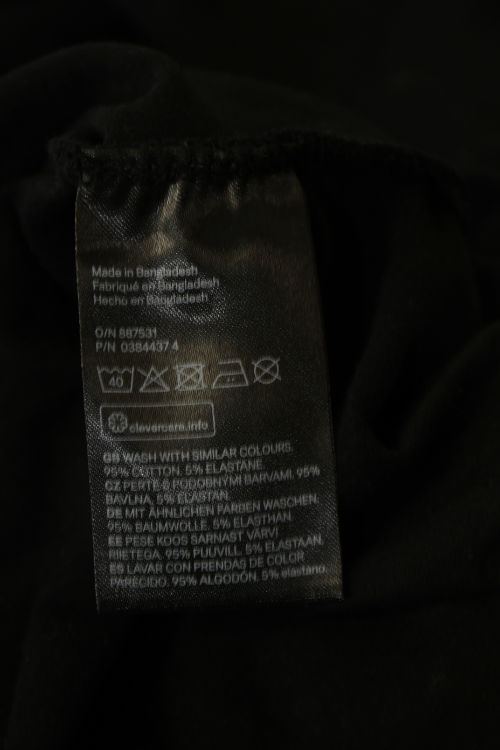 Made in Bangladesh
Fabriqué en Bangladesh
Hecho en Bangladesh
O/N 887531
P/N 0384437 4
40
clevercare.info
GB WASH WITH SIMILAR COLOURS.
95% COTTON. 5% ELASTANE.
CZ PERTE S PODOBNÝMI BARVAMI. 95%
BAVLNA, 5% ELASTAN.
DE MIT ÄHNLICHEN FARBEN WASCHEN.
95% BAUMWOLLE. 5% ELASTHAN.
EE PESE KOOS SARNAST VÄRVI
RIIETEGA. 95% PUUVILL. 5% ELASTAAN.
ES LAVAR CON PRENDAS DE COLOR
PARECIDO. 95% ALGODÓN. 5% elastano.